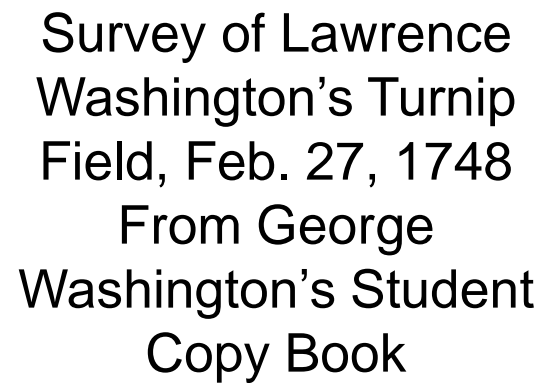 Survey of Lawrence
Washington’s Turnip
Field, Feb. 27, 1748
From George
Washington’s Student
Copy Book